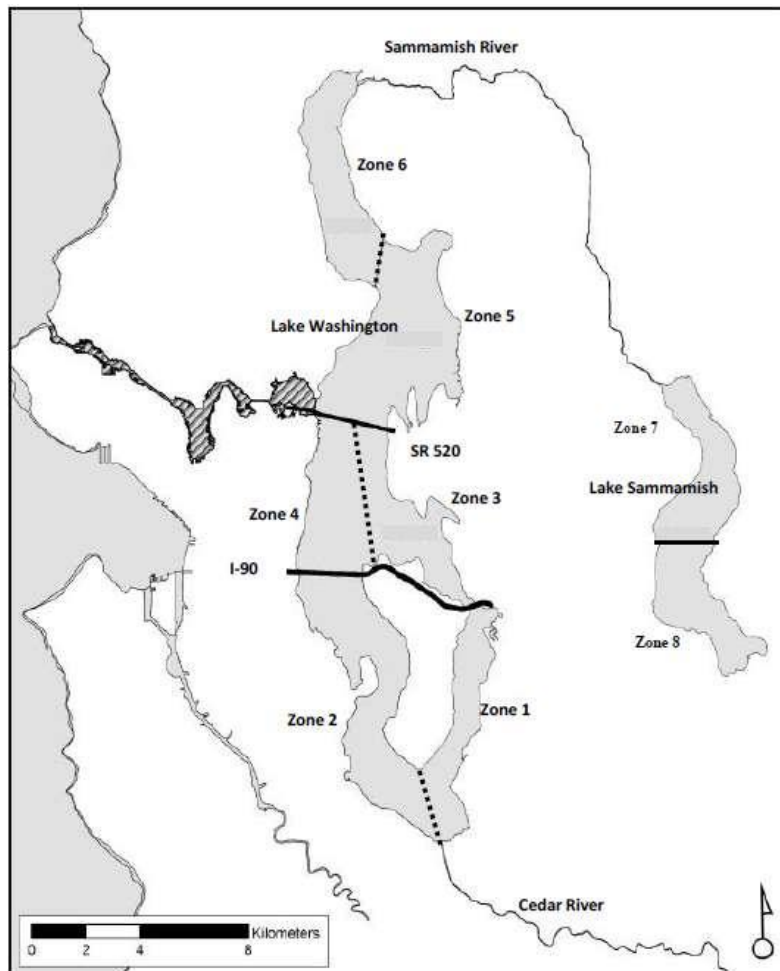 Sammamish River
Zone 6
Lake Washington
Zone 5
Zone 7
SR 520
Lake Sammamish
Zone 3
Zone 4
I-90
Zone 8
Zone 1
Zone 2
Cedar River
Kilometers
0 2 4 8